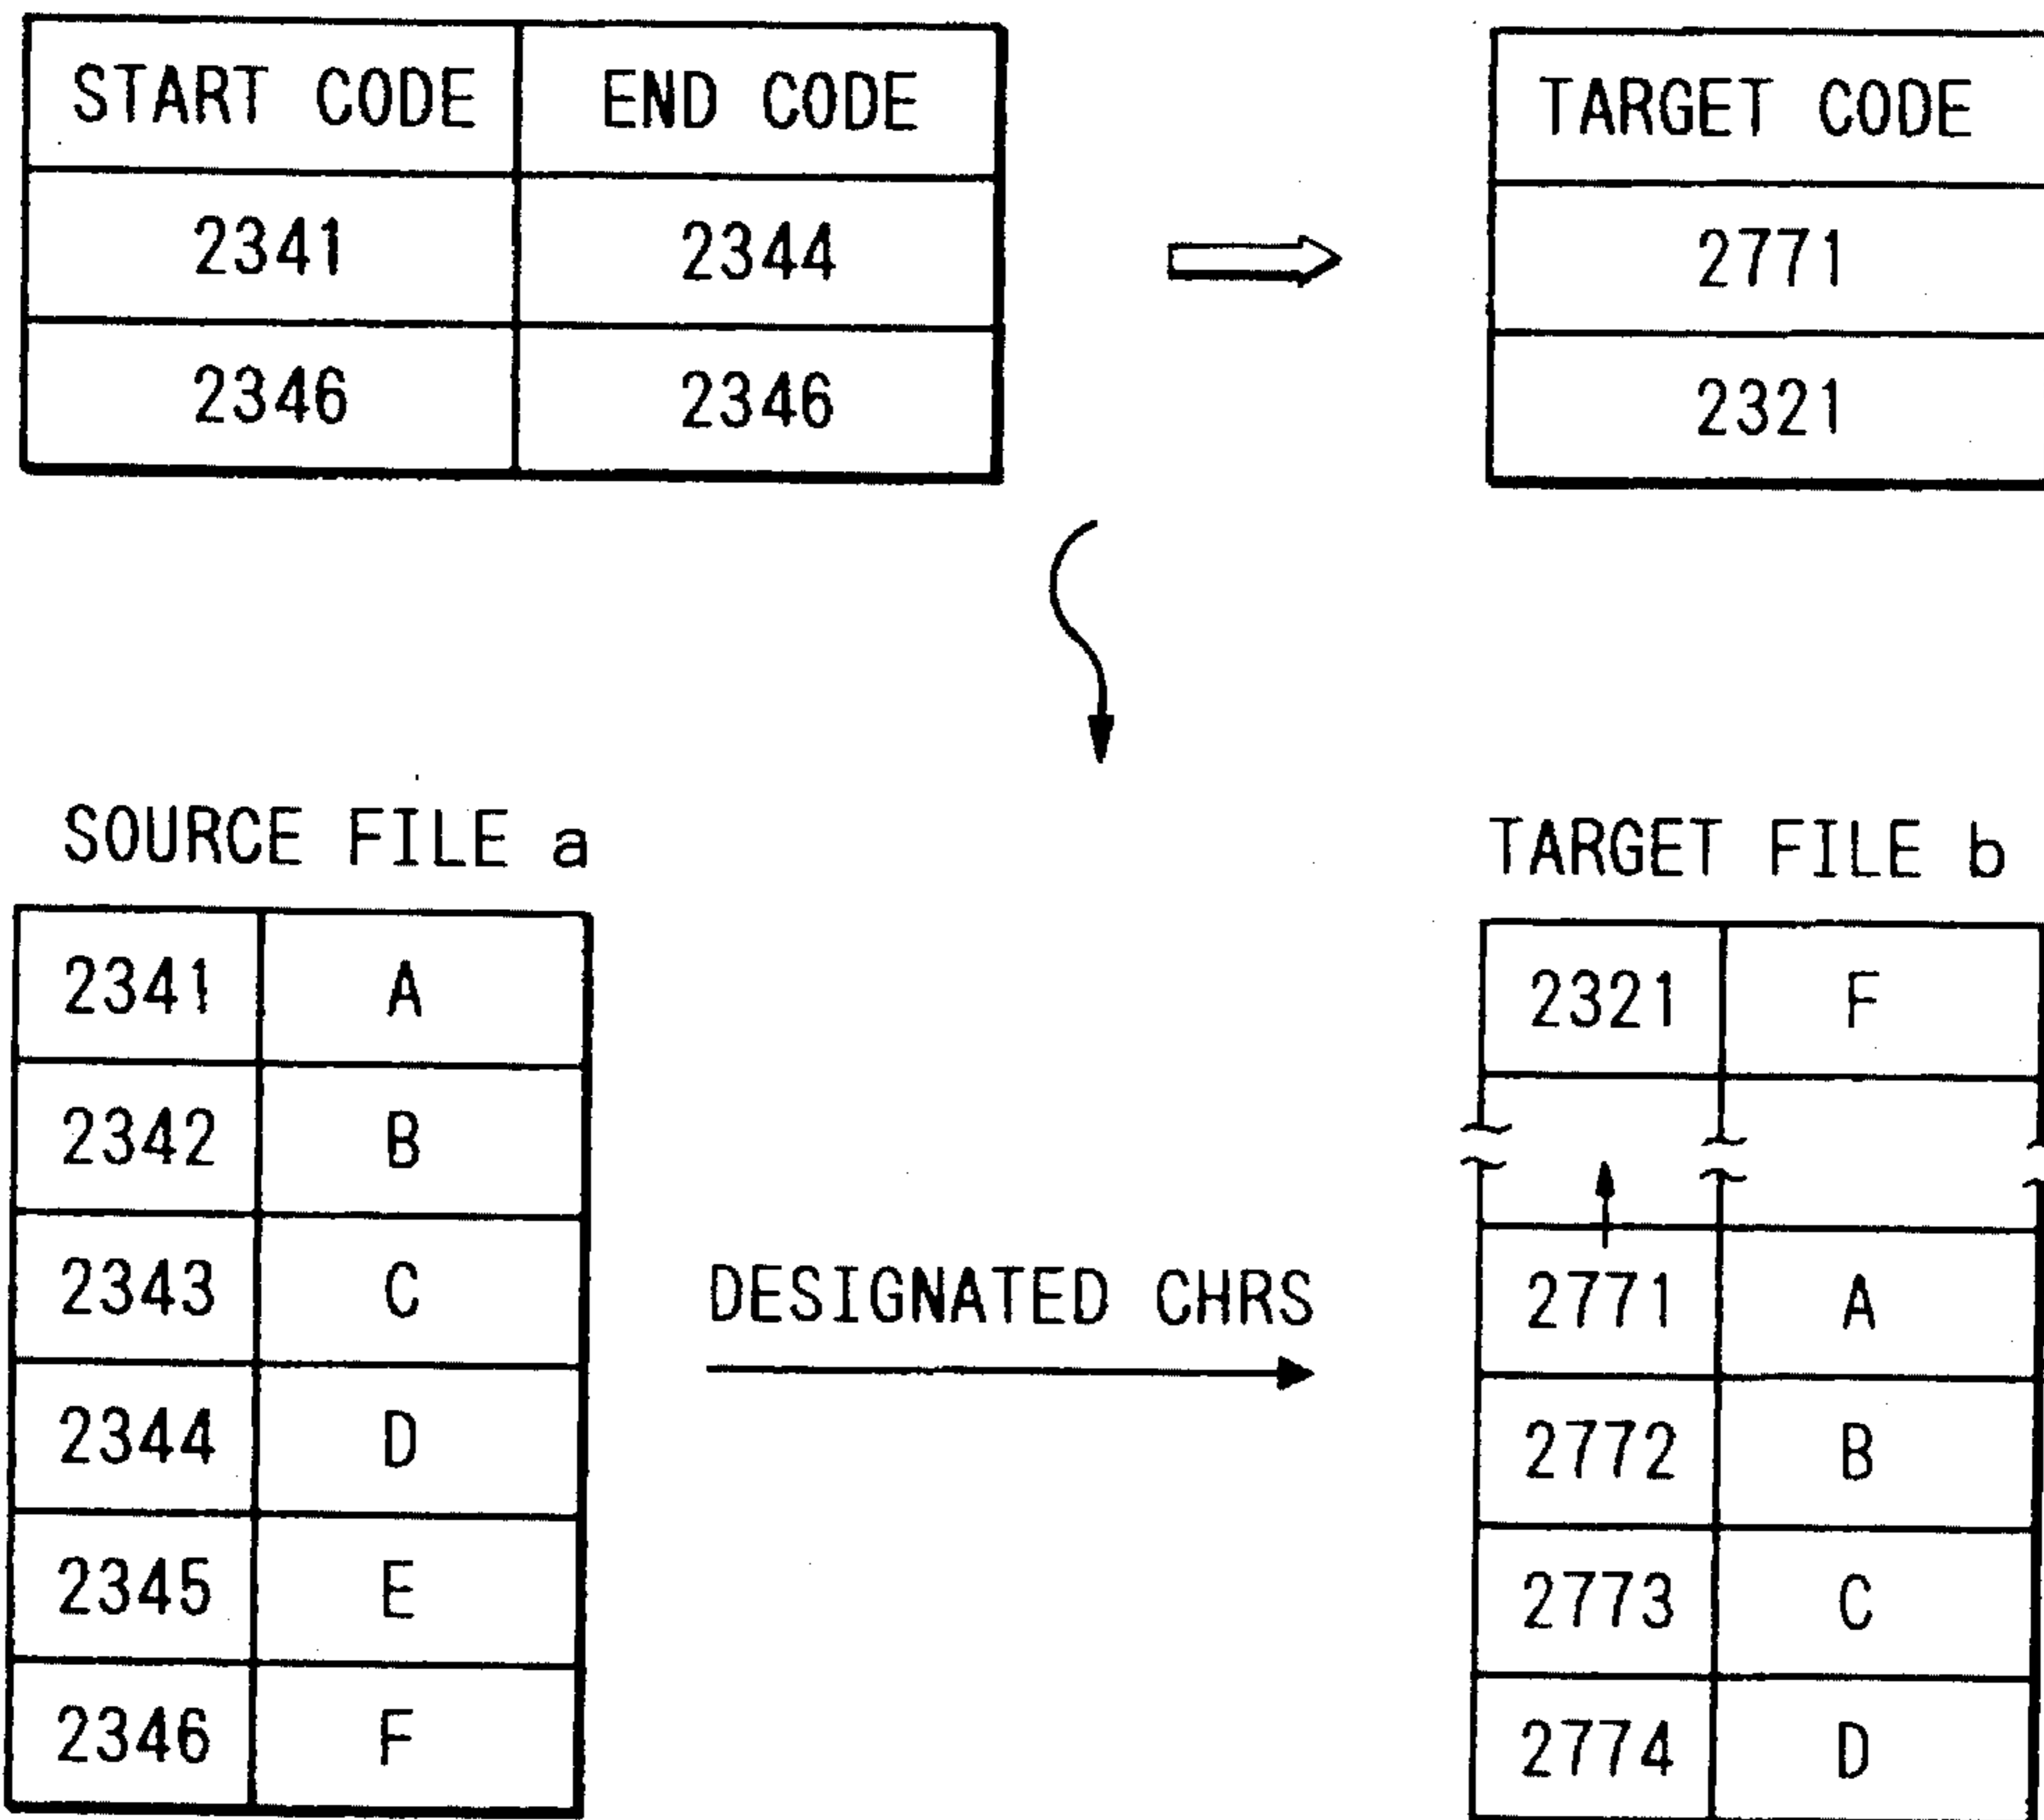 START CODE END CODE TARGET CODE
2341 2344 2771
2346 2346 2321
SOURCE FILE a
2341 A
2342 B
2343 C
2344 D
2345 E
2346 F
DESIGNATED CHRS
TARGET FILE b
2321 F
2771 A
2772 B
2773 C
2774 D